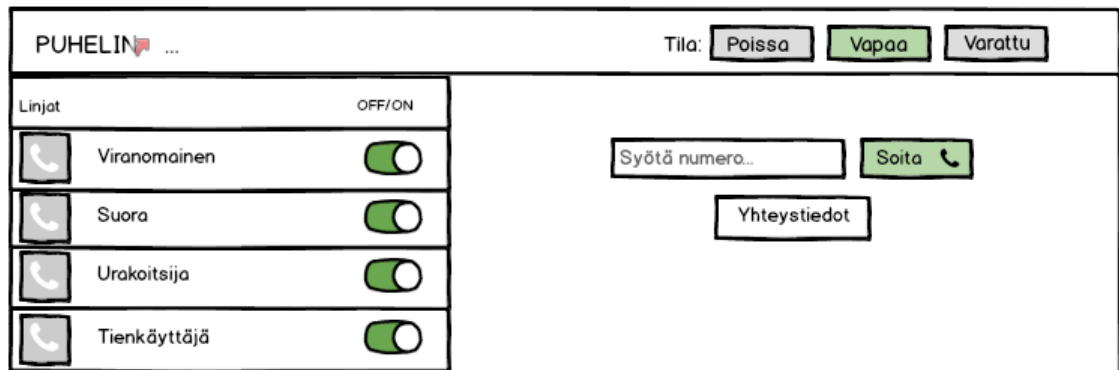 PUHELIN ... Tila: Poissa Vapaa Varattu
Linjat OFF/ON
Viranomainen
Suora
Urakoitsija
Tienkäyttäjä
Syötä numero... Soita
Yhteystiedot